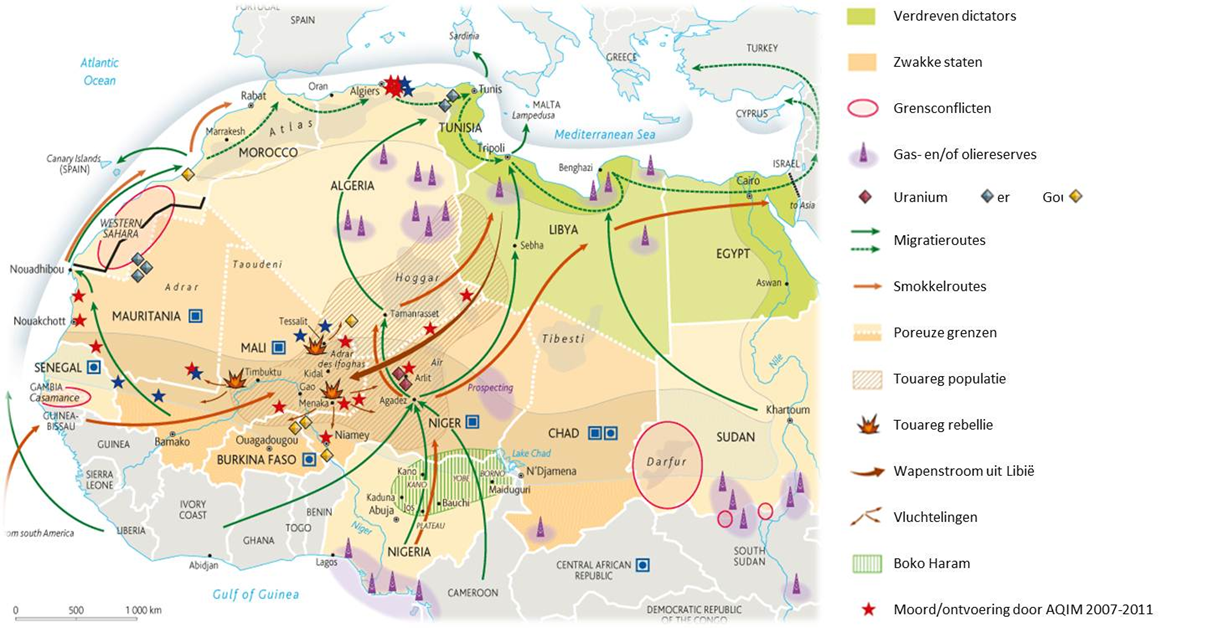 PORTUGAL
SPAIN
Sardinia
GREECE
TURKEY
Atlantic
Ocean
Oran
Algiers
Tunis
Rabat
MALTA
Lampedusa
CYPRUS
Atlas
TUNISIA
Mediterranean Sea
Marrakesh
MOROCCO
Tripoli
Canary Islands
(SPAIN)
Benghazi
ISRAEL
Cairo
ALGERIA
to Asia
WESTERN
SAHARA
LIBYA
Sebha
EGYPT
Nouadhibou
Taoudeni
Hoggar
Adrar
Aswan
Nouakchott
MAURITANIA
Tessalit
Tamanrasset
Tibesti
MALI
Adrar
des Ifoghas
Aïr
Nile
SENEGAL
Timbuktu
Kidal
Arlit
GAMBIA
Casamance
Gao
Menaka
Agadez
Prospecting
GUINEA-
BISSAU
Khartoum
NIGER
Bamako
Ouagadougou
Niamey
CHAD
SUDAN
GUINEA
BURKINA FASO
Lake Chad
Darfur
SIERRA
LEONE
Kano
KANO
YOBE
BORNO
N'Djamena
Maiduguri
IVORY
COAST
BENIN
Kaduna
Jos
Bauchi
Abuja
PLATEAU
TOGO
Niger
om south America
LIBERIA
GHANA
NIGERIA
SOUTH
SUDAN
Abidjan
Lagos
CENTRAL AFRICAN
REPUBLIC
Gulf of Guinea
CAMEROON
DEMOCRATIC REPUBLIC
OF THE CONGO
0 500 1 000 km
Verdreven dictators
Zwakke staten
Grensconflicten
Gas- en/of oliereserves
Uranium er Gou
Migratieroutes
Smokkelroutes
Poreuze grenzen
Touareg populatie
Touareg rebellie
Wapenstroom uit Libië
Vluchtelingen
Boko Haram
Moord/ontvoering door AQIM 2007-2011